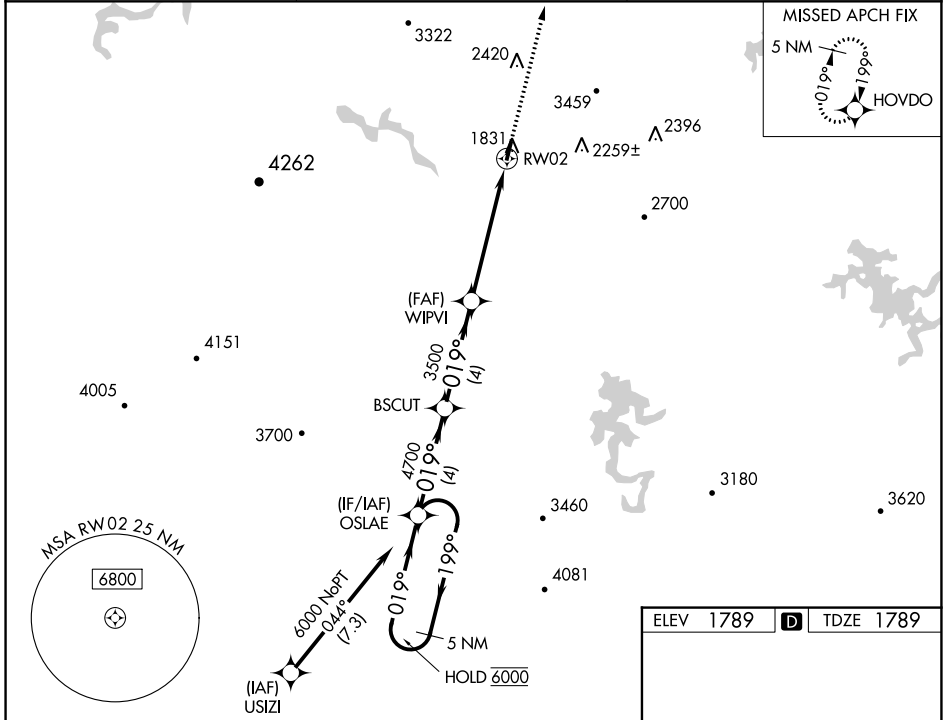 MISSED APCH FIX
5 NM
019°
199°
HOVDO
3322
2420
3459
1831
RW02
2259±
2396
4262
2700
(FAF)
WIPVI
3500
019°
(4)
4151
4005
BSCUT
3700
4700
019°
(4)
(IF/IAF)
OSLAE
3460
3180
3620
MSA RW02 25 NM
6800
019°
199°
4081
6000 NoPT
044°
(7.3)
5 NM
HOLD 6000
(IAF)
USIZI
ELEV 1789 D TDZE 1789